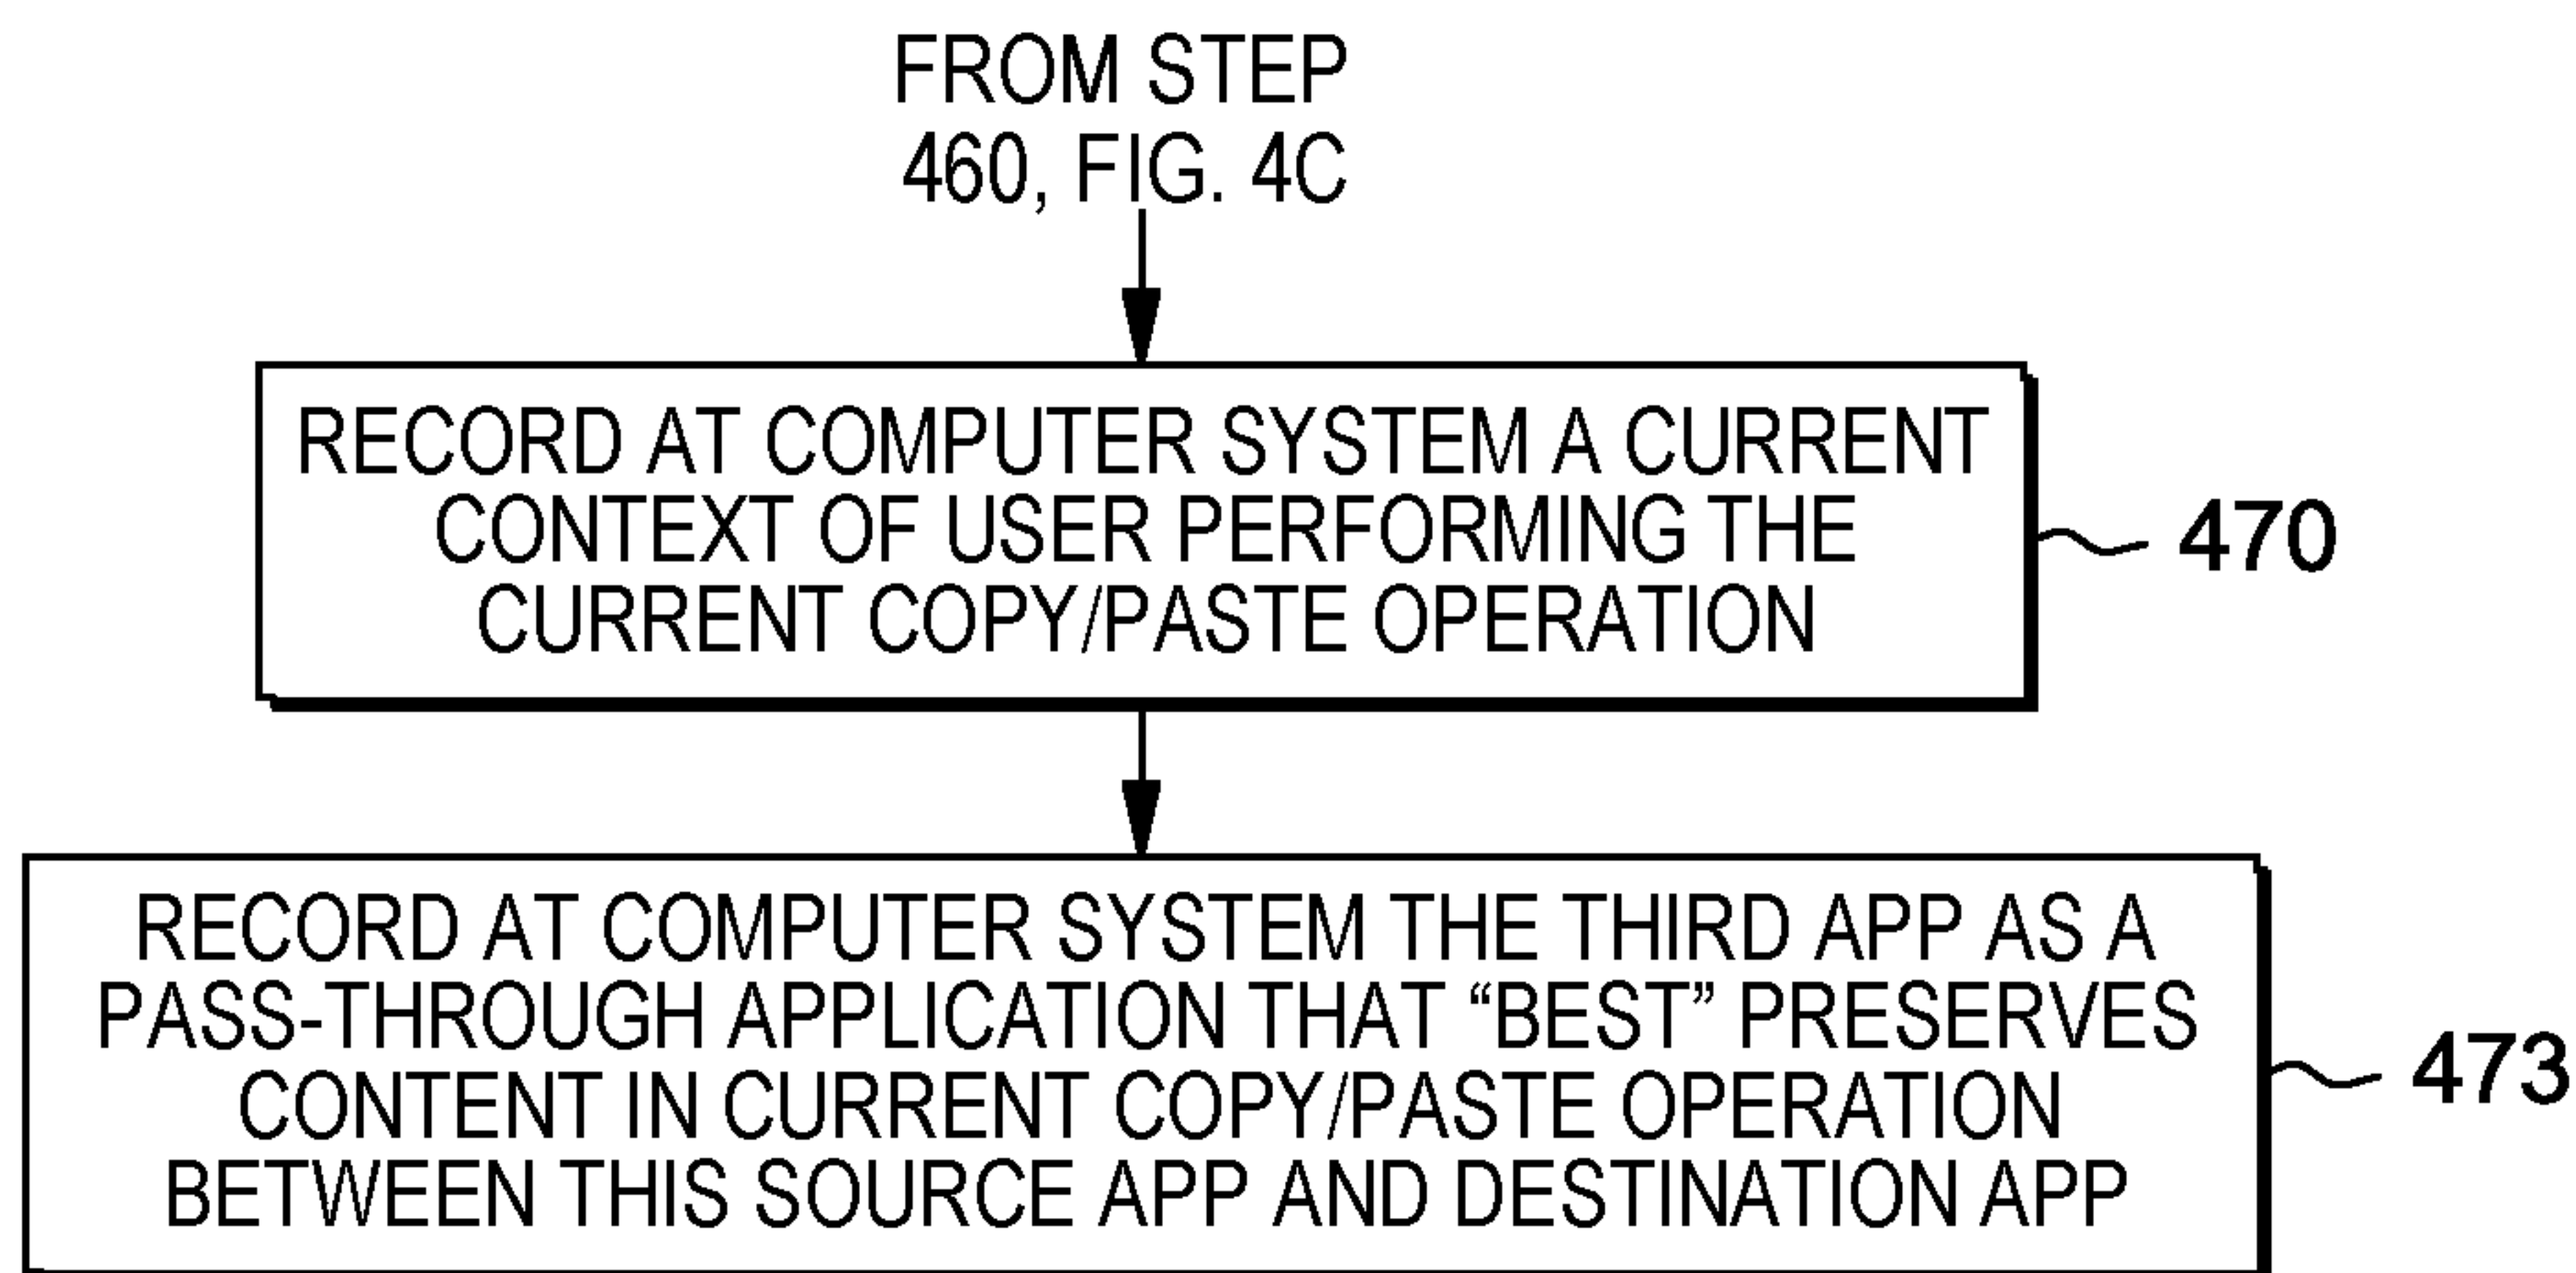 FROM STEP
460, FIG. 4C
RECORD AT COMPUTER SYSTEM A CURRENT
CONTEXT OF USER PERFORMING THE
CURRENT COPY/PASTE OPERATION
470
RECORD AT COMPUTER SYSTEM THE THIRD APP AS A
PASS-THROUGH APPLICATION THAT “BEST” PRESERVES
CONTENT IN CURRENT COPY/PASTE OPERATION
BETWEEN THIS SOURCE APP AND DESTINATION APP
473